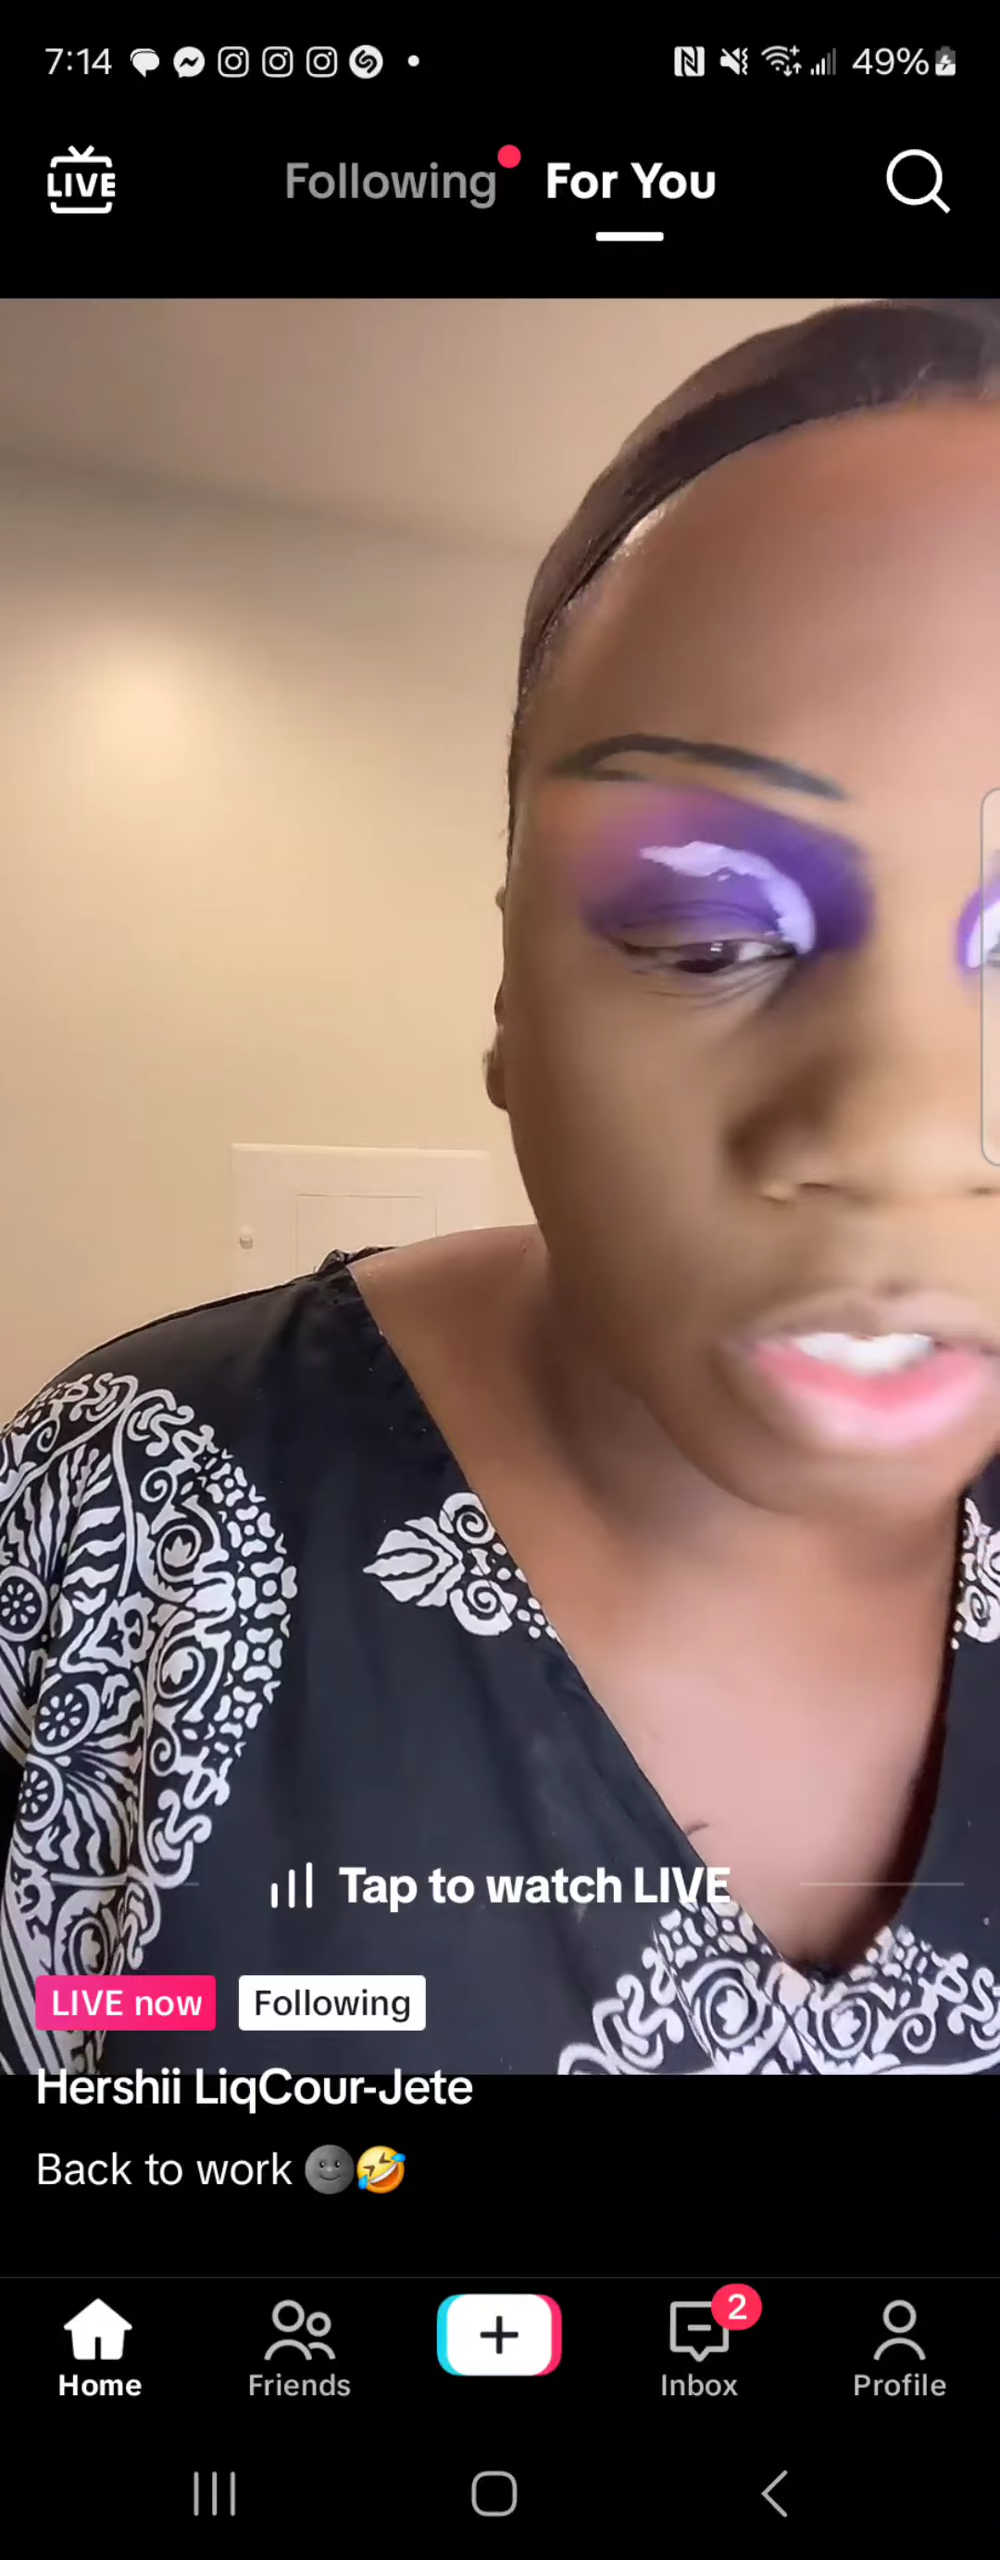 7:14
49%
LIVE
Following
For You
Tap to watch LIVE
LIVE now
Following
Hershii LiqCour-Jete
Back to work 🌚🤣
2
Home
Friends
Inbox
Profile